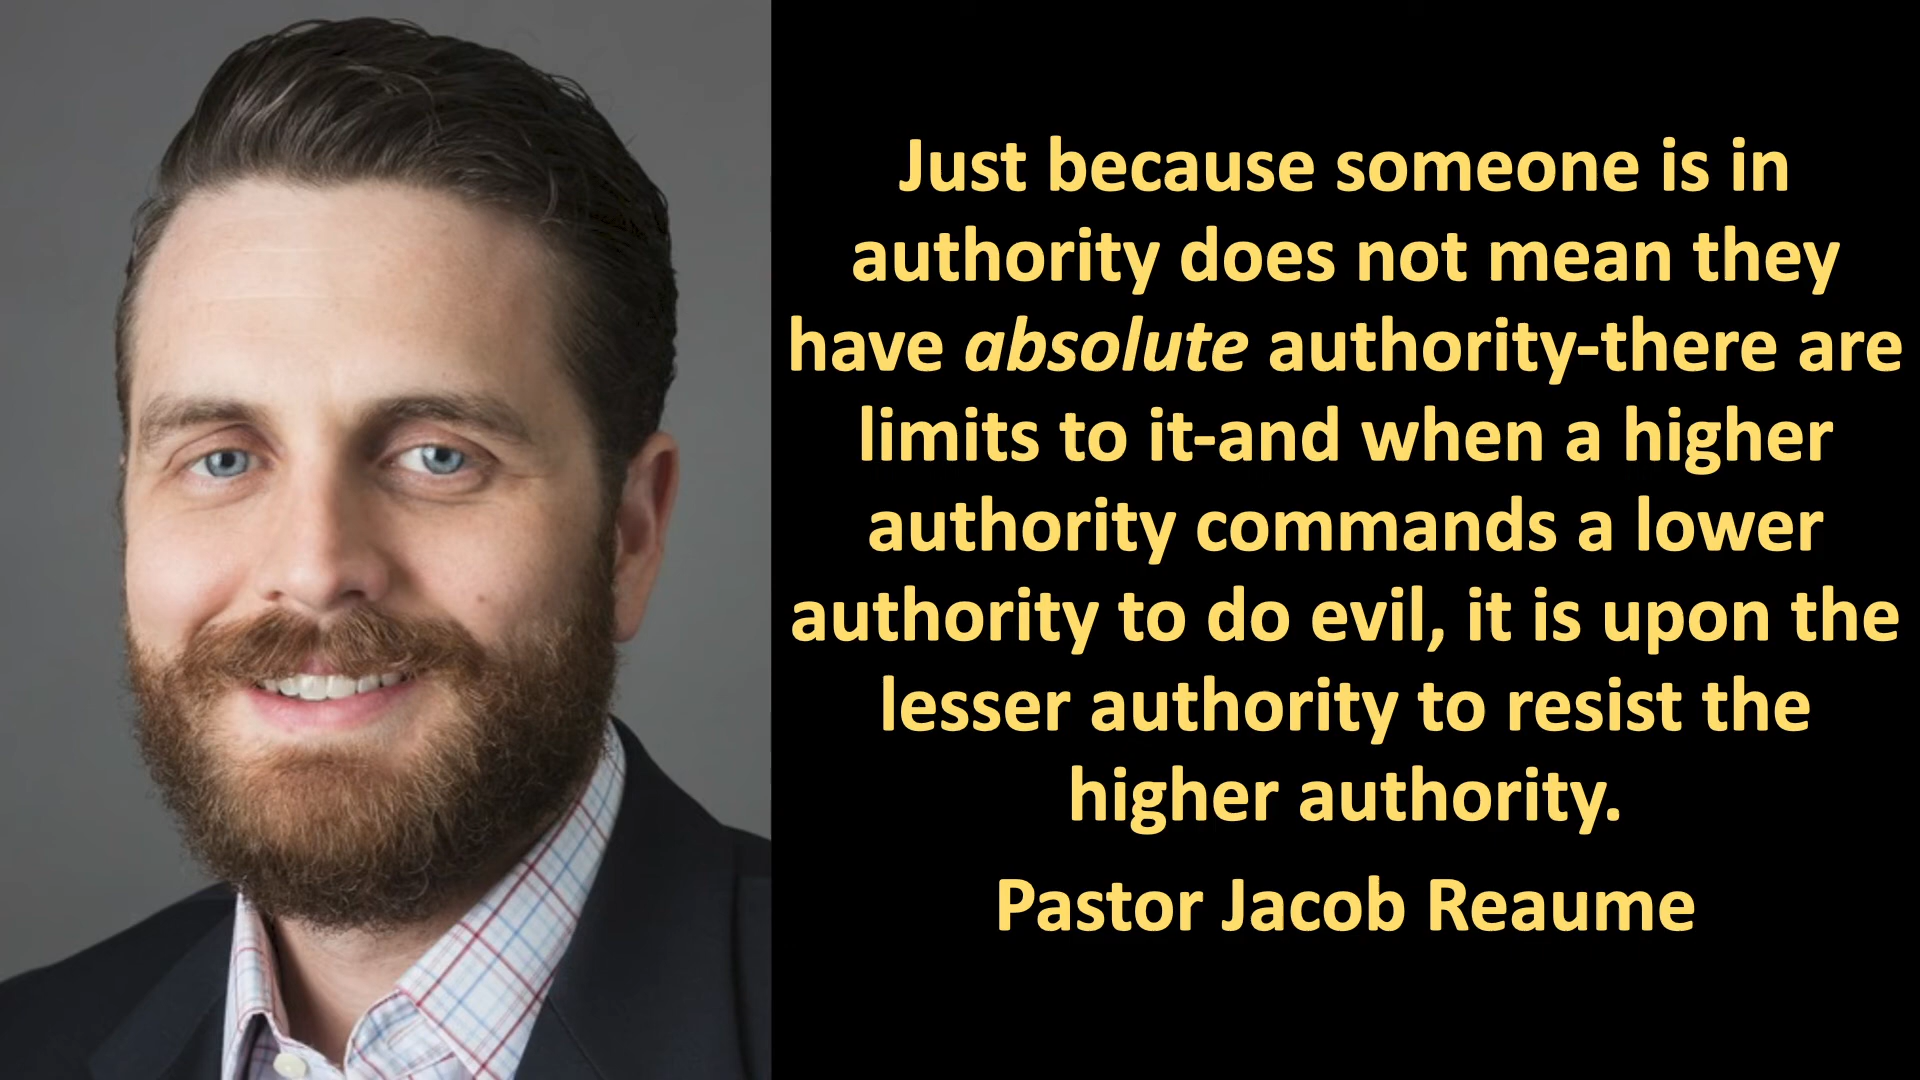 Just because someone is in
authority does not mean they
have absolute authority-there are
limits to it-and when a higher
authority commands a lower
authority to do evil, it is upon the
lesser authority to resist the
higher authority.
Pastor Jacob Reaume